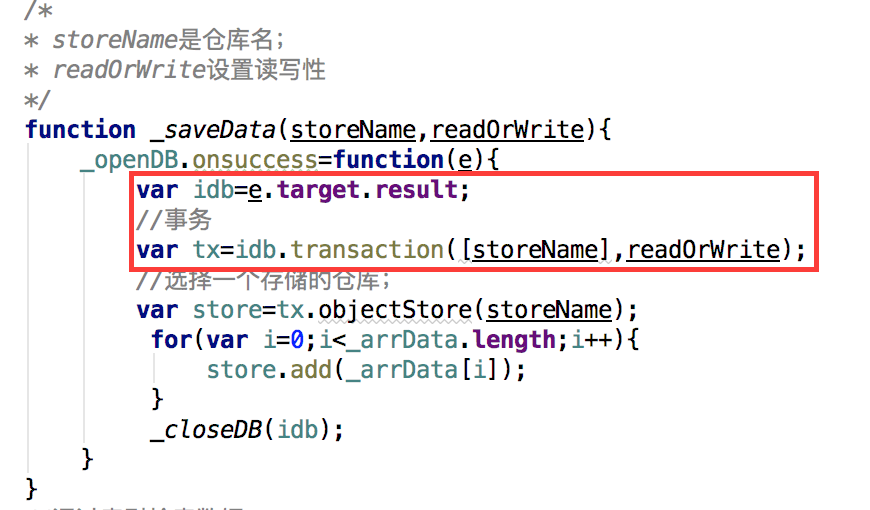 /*
* storeName是仓库名;
* readOrWrite设置读写性
*/
function _saveData(storeName,readOrWrite){
_openDB.onsuccess=function(e){
var idb=e.target.result;
//事务
var tx=idb.transaction([storeName],readOrWrite);
//选择一个存储的仓库;
var store=tx.objectStore(storeName);
for(var i=0;i<_arrData.length;i++){
store.add(_arrData[i]);
}
_closeDB(idb);
}
}